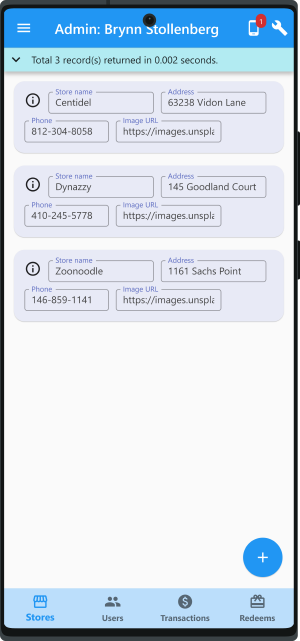 Admin: Brynn Stollenberg
1
Total 3 record(s) returned in 0.002 seconds.
Store name
Address
Centidel
63238 Vidon Lane
Phone
Image URL
812-304-8058
https://images.unspla
Store name
Address
Dynazzy
145 Goodland Court
Phone
Image URL
410-245-5778
https://images.unspla
Store name
Address
Zoonoodle
1161 Sachs Point
Phone
Image URL
146-859-1141
https://images.unspla
+
Stores
Users
Transactions
Redeems